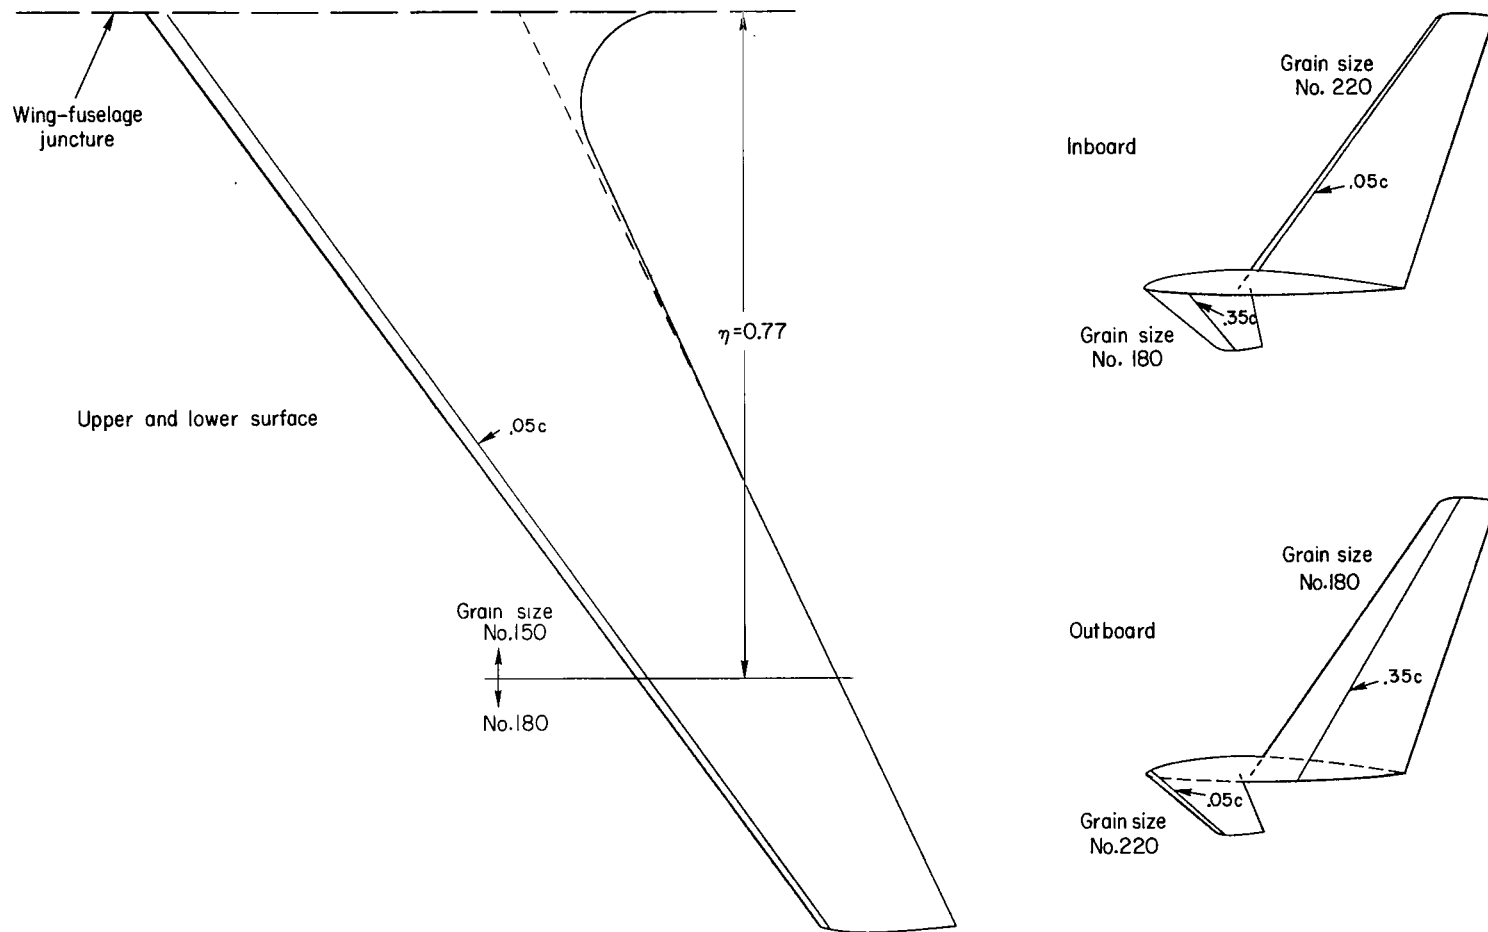 Wing-fuselage
juncture
Upper and lower surface
.05c
η=0.77
Grain size
No.150
No.180
Inboard
Grain size
No. 220
.05c
.35c
Grain size
No. 180
Outboard
Grain size
No.180
.35c
.05c
Grain size
No.220